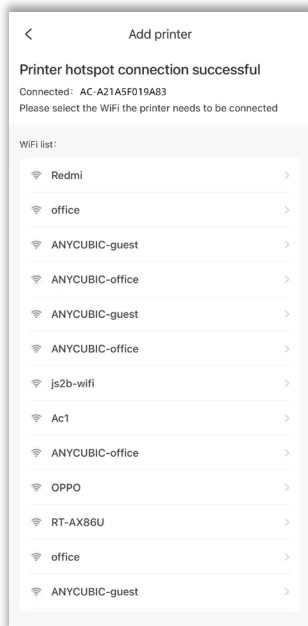 Add printer
Printer hotspot connection successful
Connected: AC-A21A5F019A83
Please select the WiFi the printer needs to be connected
WiFi list:
Redmi
office
ANYCUBIC-guest
ANYCUBIC-office
ANYCUBIC-guest
ANYCUBIC-office
js2b-wifi
Ac1
ANYCUBIC-office
OPPO
RT-AX86U
office
ANYCUBIC-guest